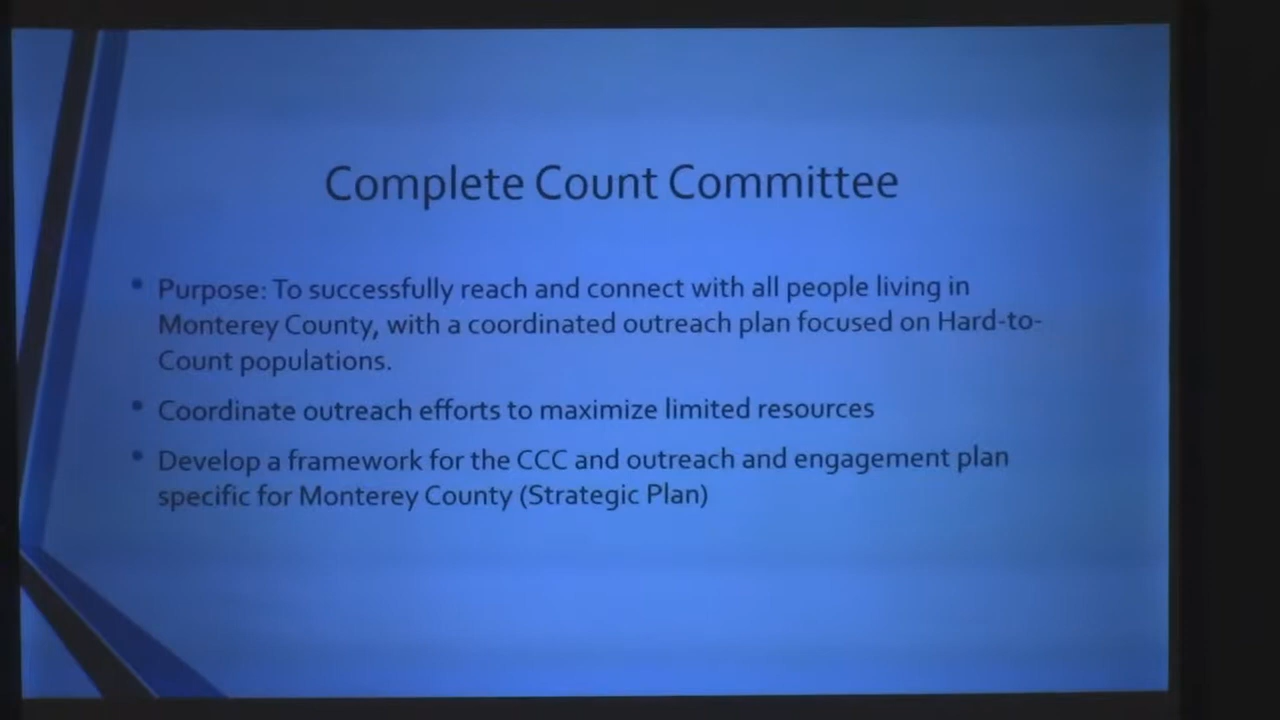 Complete Count Committee
• Purpose: To successfully reach and connect with all people living in
Monterey County, with a coordinated outreach plan focused on Hard-to-
Count populations.
• Coordinate outreach efforts to maximize limited resources
• Develop a framework for the CCC and outreach and engagement plan
specific for Monterey County (Strategic Plan)